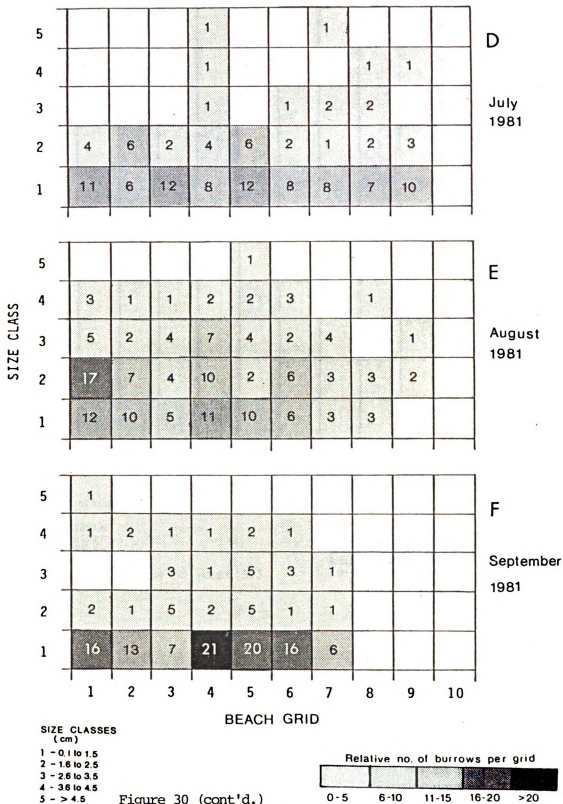 5 1 1 D
4 1 1 1
3 1 1 2 2 July
1981
2 4 6 2 4 6 2 1 2 3
1 11 6 12 8 12 8 8 7 10
5 1 E
4 3 1 1 2 2 3 1
3 5 2 4 7 4 2 4 1 August
1981
SIZE CLASS
2 17 7 4 10 2 6 3 3 2
1 12 10 5 11 10 6 3 3
5 1 F
4 1 2 1 1 2 1
3 3 1 5 3 1 September
1981
2 2 1 5 2 5 1 1
1 16 13 7 21 20 16 6
1 2 3 4 5 6 7 8 9 10
BEACH GRID
SIZE CLASSES
(cm)
1 - 0.1 to 1.5
2 - 1.6 to 2.5
3 - 2.6 to 3.5
4 - 3.6 to 4.5
5 - > 4.5
Figure 30 (cont'd.)
Relative no. of burrows per grid
0-5 6-10 11-15 16-20 >20